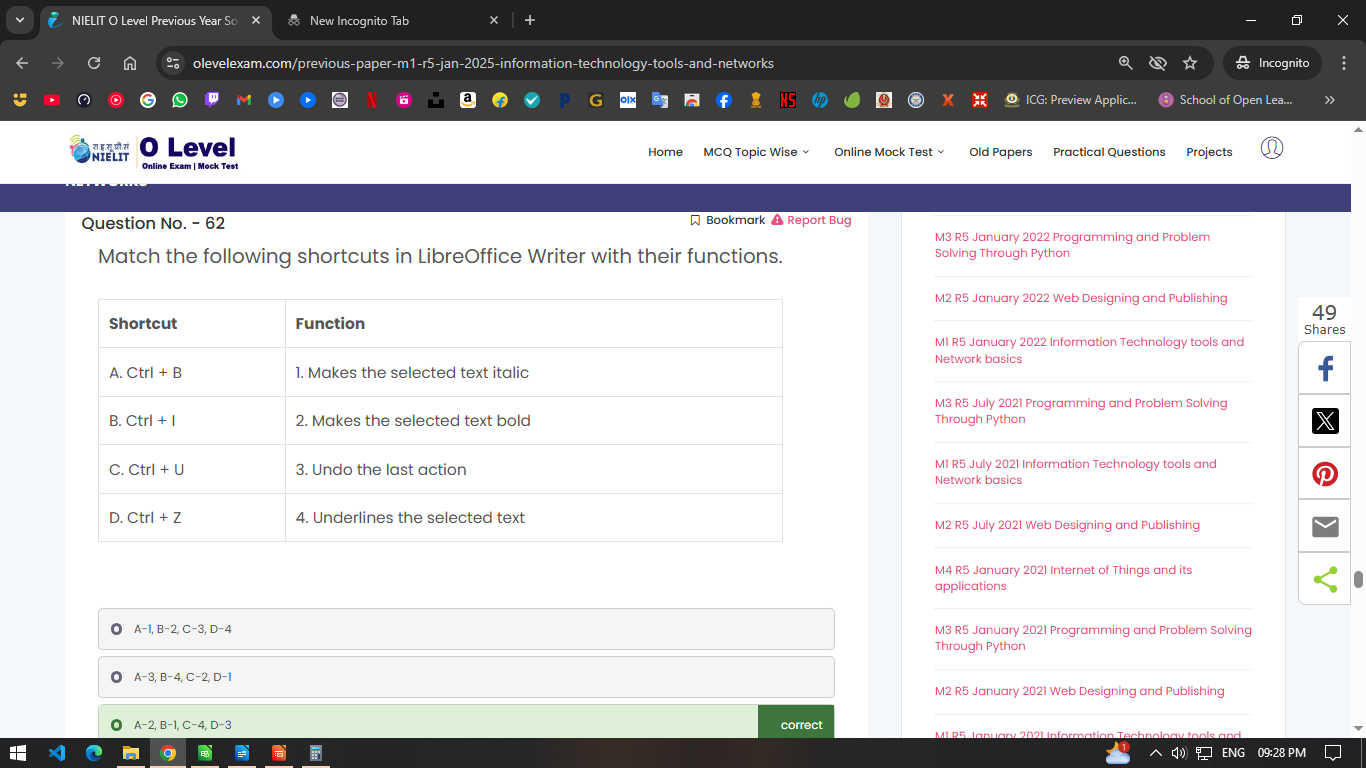 NIELIT O Level Previous Year So
New Incognito Tab
olevelexam.com/previous-paper-m1-r5-jan-2025-information-technology-tools-and-networks
Incognito
ICG: Preview Applic...
School of Open Lea...
NIELIT
O Level
Online Exam | Mock Test
Home
MCQ Topic Wise
Online Mock Test
Old Papers
Practical Questions
Projects
NETWORKS
Question No. - 62
Bookmark
Report Bug
Match the following shortcuts in LibreOffice Writer with their functions.
Shortcut Function
A. Ctrl + B 1. Makes the selected text italic
B. Ctrl + I 2. Makes the selected text bold
C. Ctrl + U 3. Undo the last action
D. Ctrl + Z 4. Underlines the selected text
A-1, B-2, C-3, D-4
A-3, B-4, C-2, D-1
A-2, B-1, C-4, D-3 correct
M3 R5 January 2022 Programming and Problem
Solving Through Python
M2 R5 January 2022 Web Designing and Publishing
M1 R5 January 2022 Information Technology tools and
Network basics
M3 R5 July 2021 Programming and Problem Solving
Through Python
M1 R5 July 2021 Information Technology tools and
Network basics
M2 R5 July 2021 Web Designing and Publishing
M4 R5 January 2021 Internet of Things and its
applications
M3 R5 January 2021 Programming and Problem Solving
Through Python
M2 R5 January 2021 Web Designing and Publishing
M1 R5 January 2021 Information Technology tools and
49
Shares
ENG
09:28 PM